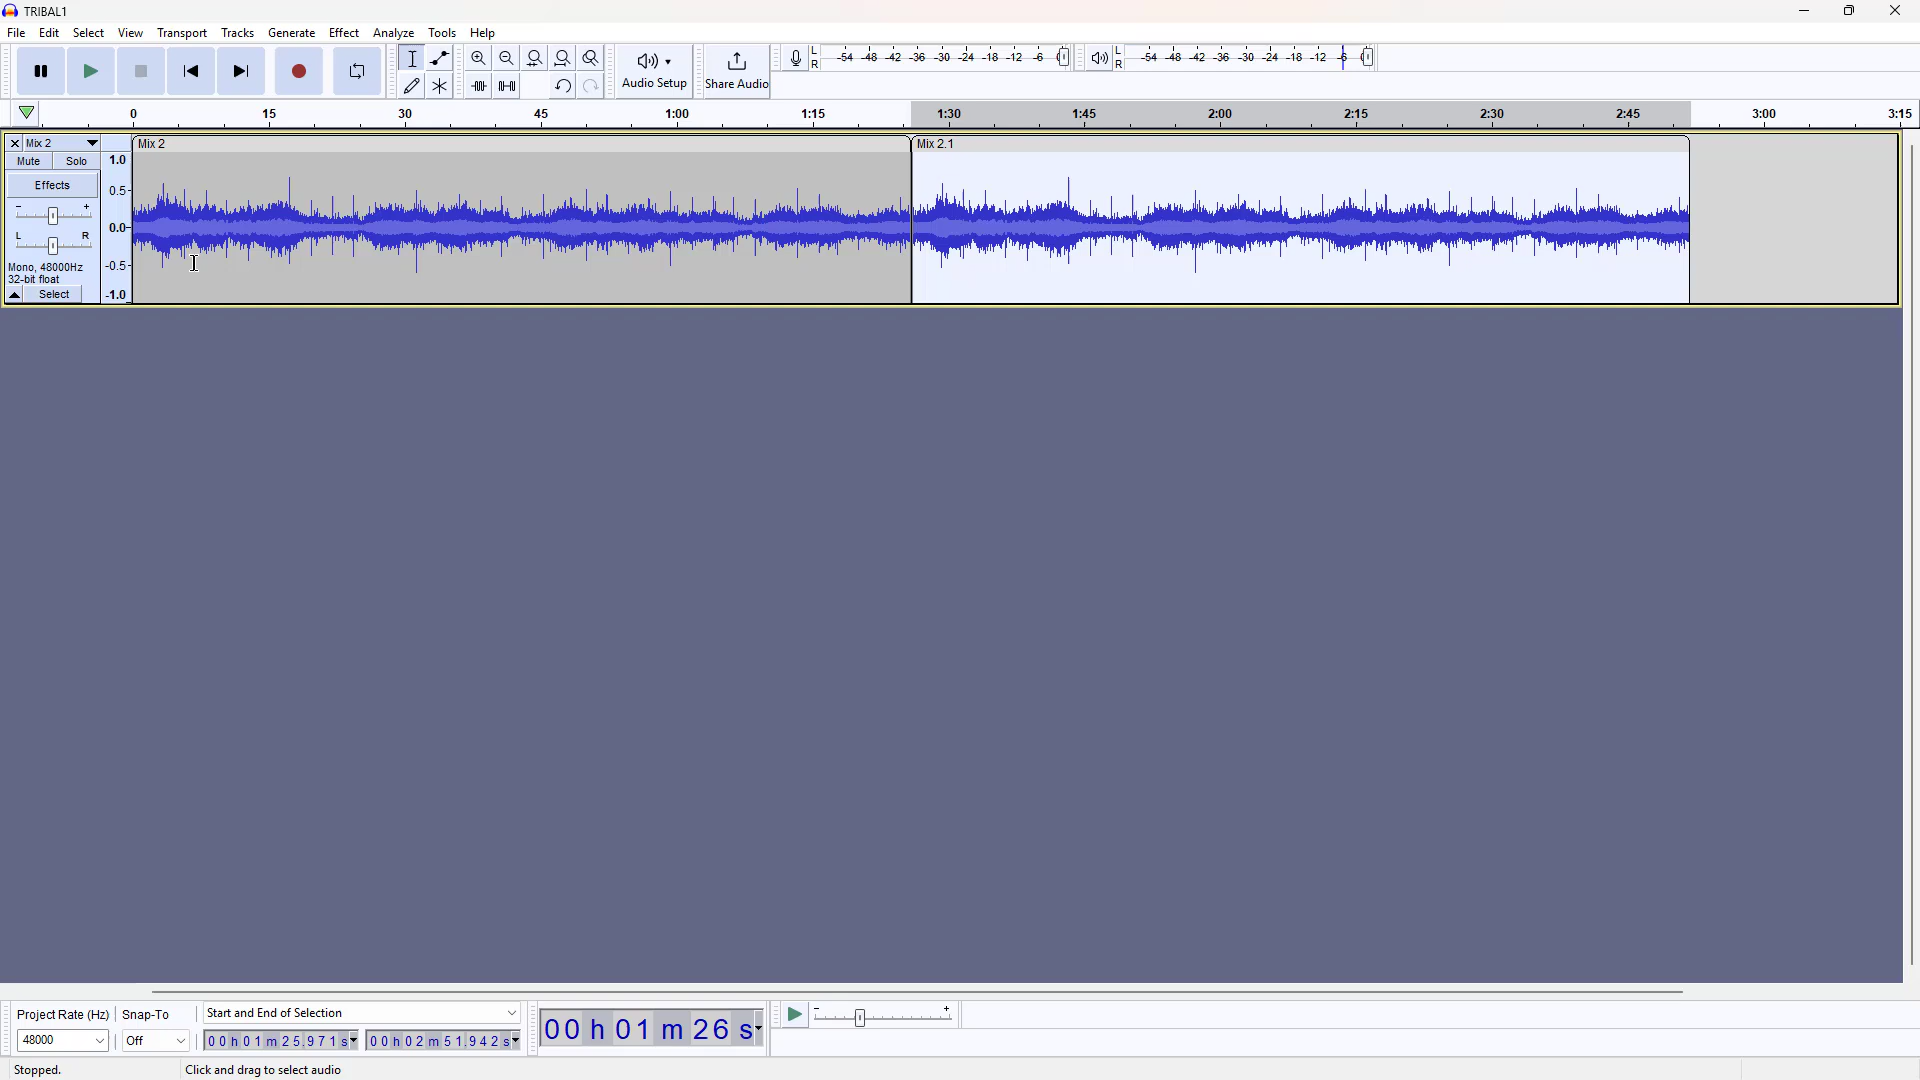 TRIBAL1
File Edit Select View Transport Tracks Generate Effect Analyze Tools Help
Audio Setup
Share Audio
L
R
-54 -48 -42 -36 -30 -24 -18 -12 -6 0
L
R
-54 -48 -42 -36 -30 -24 -18 -12 -6 0
0 15 30 45 1:00 1:15 1:30 1:45 2:00 2:15 2:30 2:45 3:00 3:15
Mix 2
Mute Solo
Effects
- +
L R
Mono, 48000Hz
32-bit float
Select
1.0
0.5
0.0
-0.5
-1.0
Mix 2
Mix 2.1
Project Rate (Hz) Snap-To Start and End of Selection
48000 Off 00h01m25.971s 00h02m51.942s
00 h 01 m 26 s
- +
Stopped. Click and drag to select audio